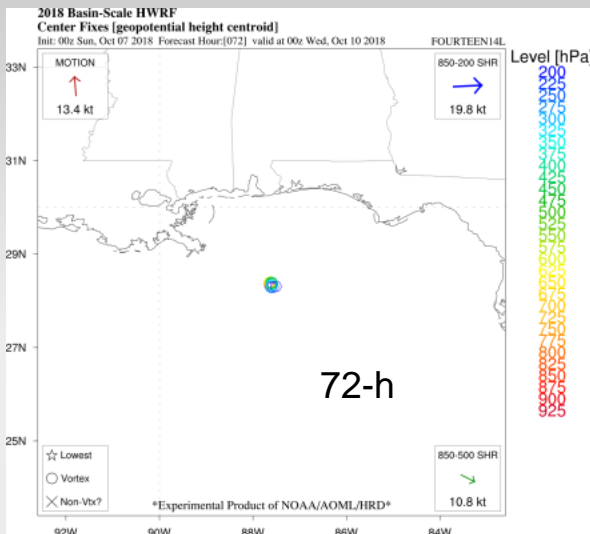 2018 Basin-Scale HWRF
Center Fixes [geopotential height centroid]
Init: 00z Sun, Oct 07 2018 Forecast Hour:[072] valid at 00z Wed, Oct 10 2018 FOURTEEN14L
Level [hPa]
MOTION
13.4 kt
850-200 SHR
19.8 kt
33N
31N
29N
27N
25N
72-h
Lowest
Vortex
Non-Vtx?
*Experimental Product of NOAA/AOML/HRD*
850-500 SHR
10.8 kt
92W 90W 88W 86W 84W
200
225
250
275
300
325
350
375
400
425
450
475
500
525
550
575
600
625
650
675
700
725
750
775
800
825
850
875
900
925